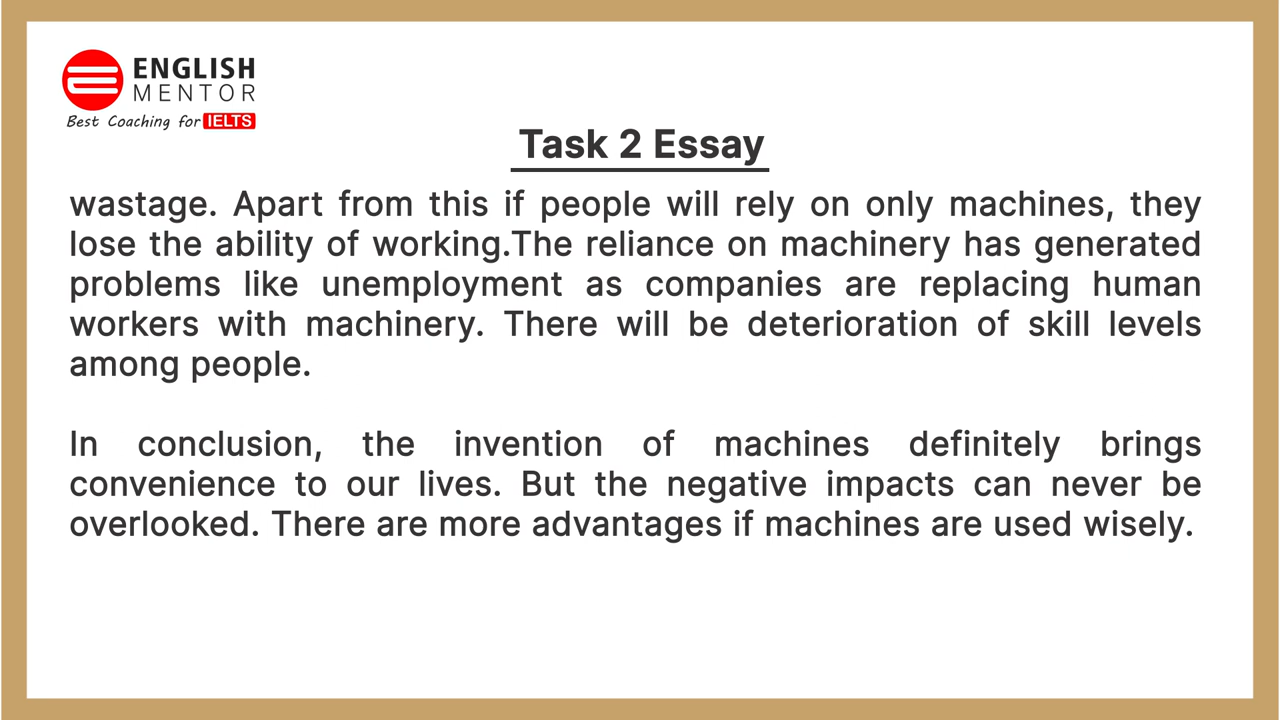 ENGLISH
MENTOR
Best Coaching for IELTS
Task 2 Essay
wastage. Apart from this if people will rely on only machines, they
lose the ability of working.The reliance on machinery has generated
problems like unemployment as companies are replacing human
workers with machinery. There will be deterioration of skill levels
among people.
In conclusion, the invention of machines definitely brings
convenience to our lives. But the negative impacts can never be
overlooked. There are more advantages if machines are used wisely.